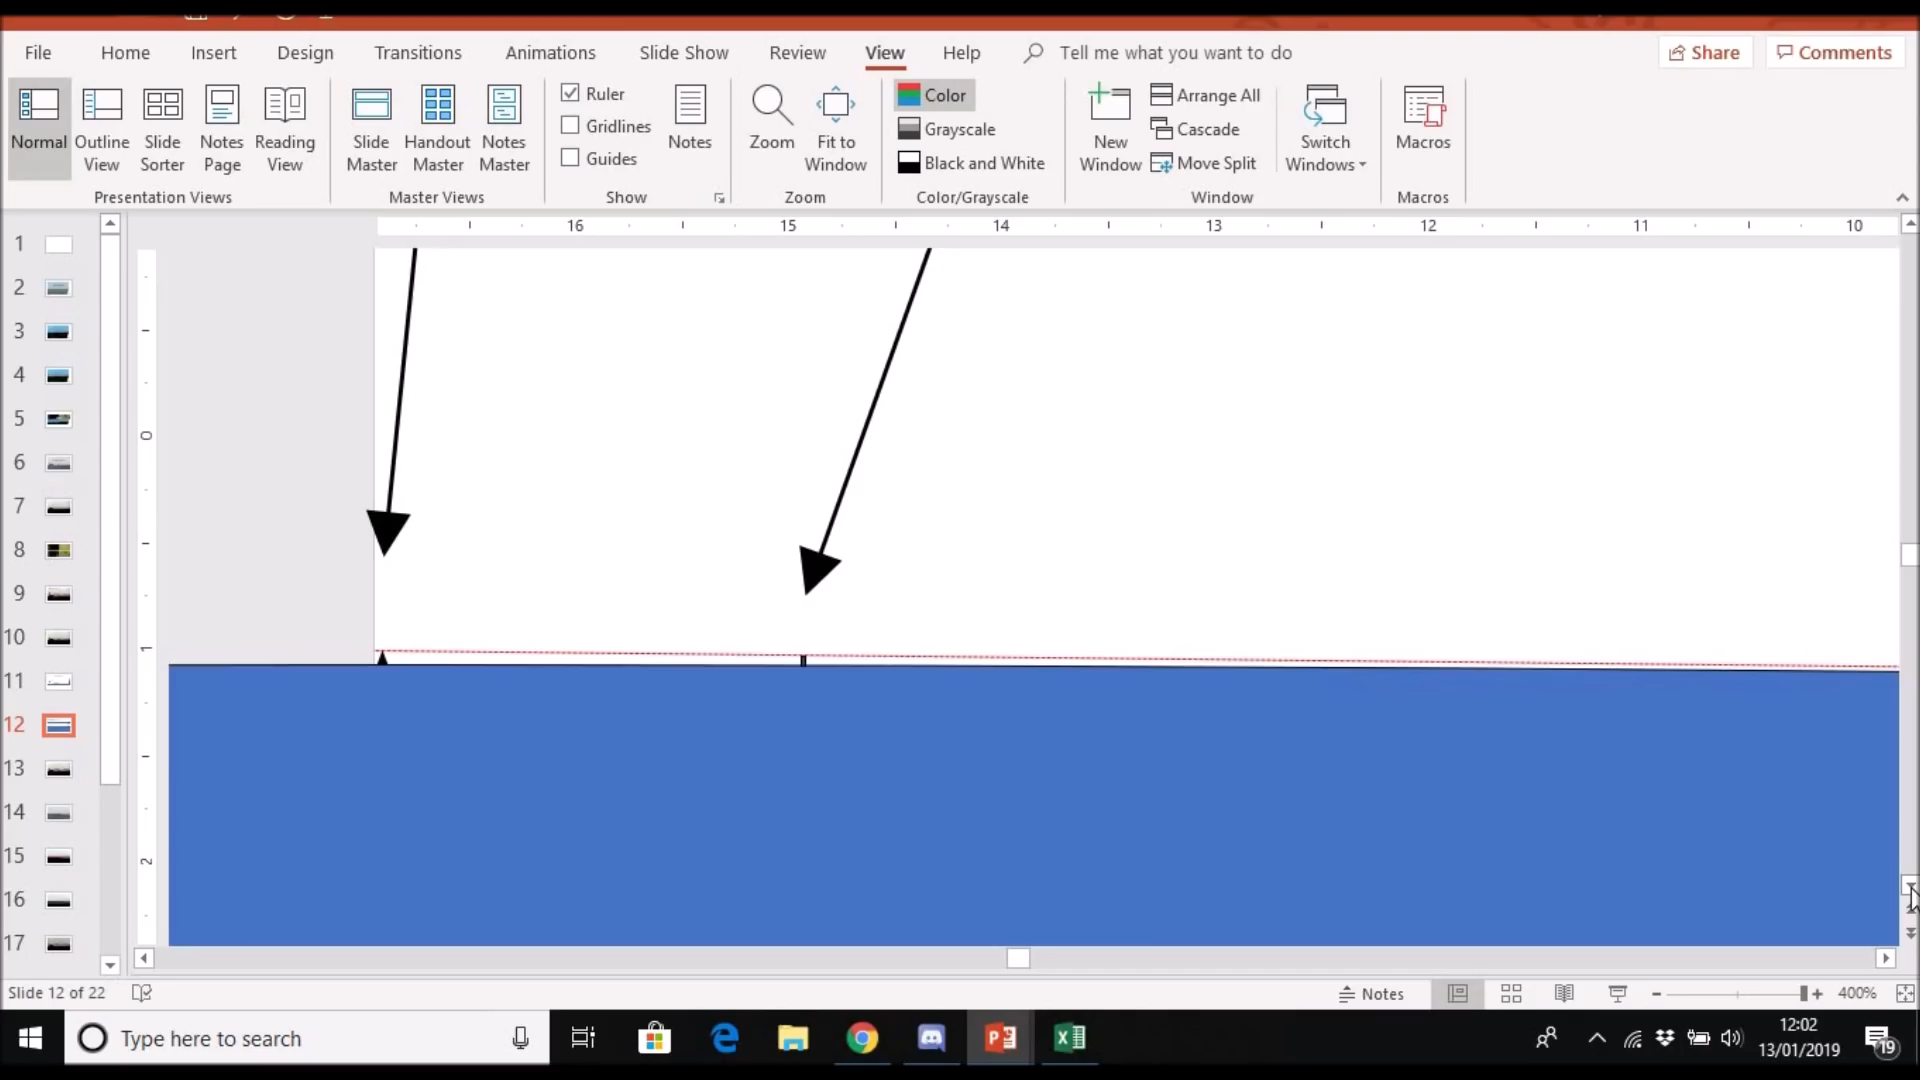 File Home Insert Design Transitions Animations Slide Show Review View Help Tell me what you want to do Share Comments
Normal Outline View Slide Sorter Notes Page Reading View
Presentation Views
Slide Master Handout Master Notes Master
Master Views
Ruler
Gridlines
Guides
Notes
Show
Zoom Fit to Window
Zoom
Color
Grayscale
Black and White
Color/Grayscale
New Window
Arrange All
Cascade
Move Split
Switch Windows
Window
Macros
Macros
16 15 14 13 12 11 10
0
1
2
1
2
3
4
5
6
7
8
9
10
11
12
13
14
15
16
17
Slide 12 of 22
Notes
400%
Type here to search
12:02
13/01/2019
19